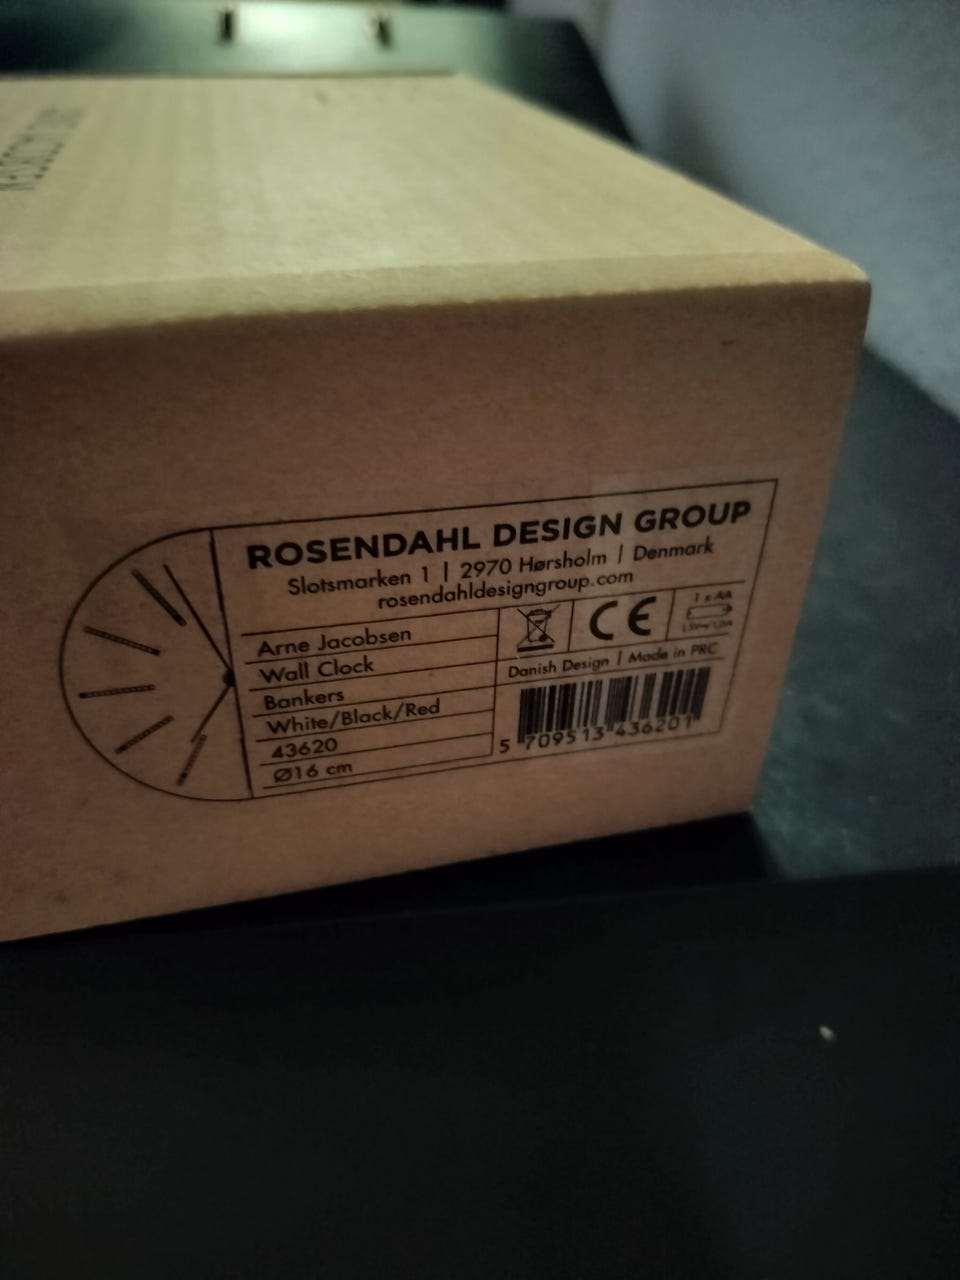 ROSENDAHL DESIGN GROUP
Slotsmarken 1 | 2970 Hørsholm | Denmark
rosendahldesigngroup.com
Arne Jacobsen
Wall Clock
Bankers
White/Black/Red
43620
Ø16 cm
CE
1 x AA
Danish Design | Made in PRC
5 709513 436201